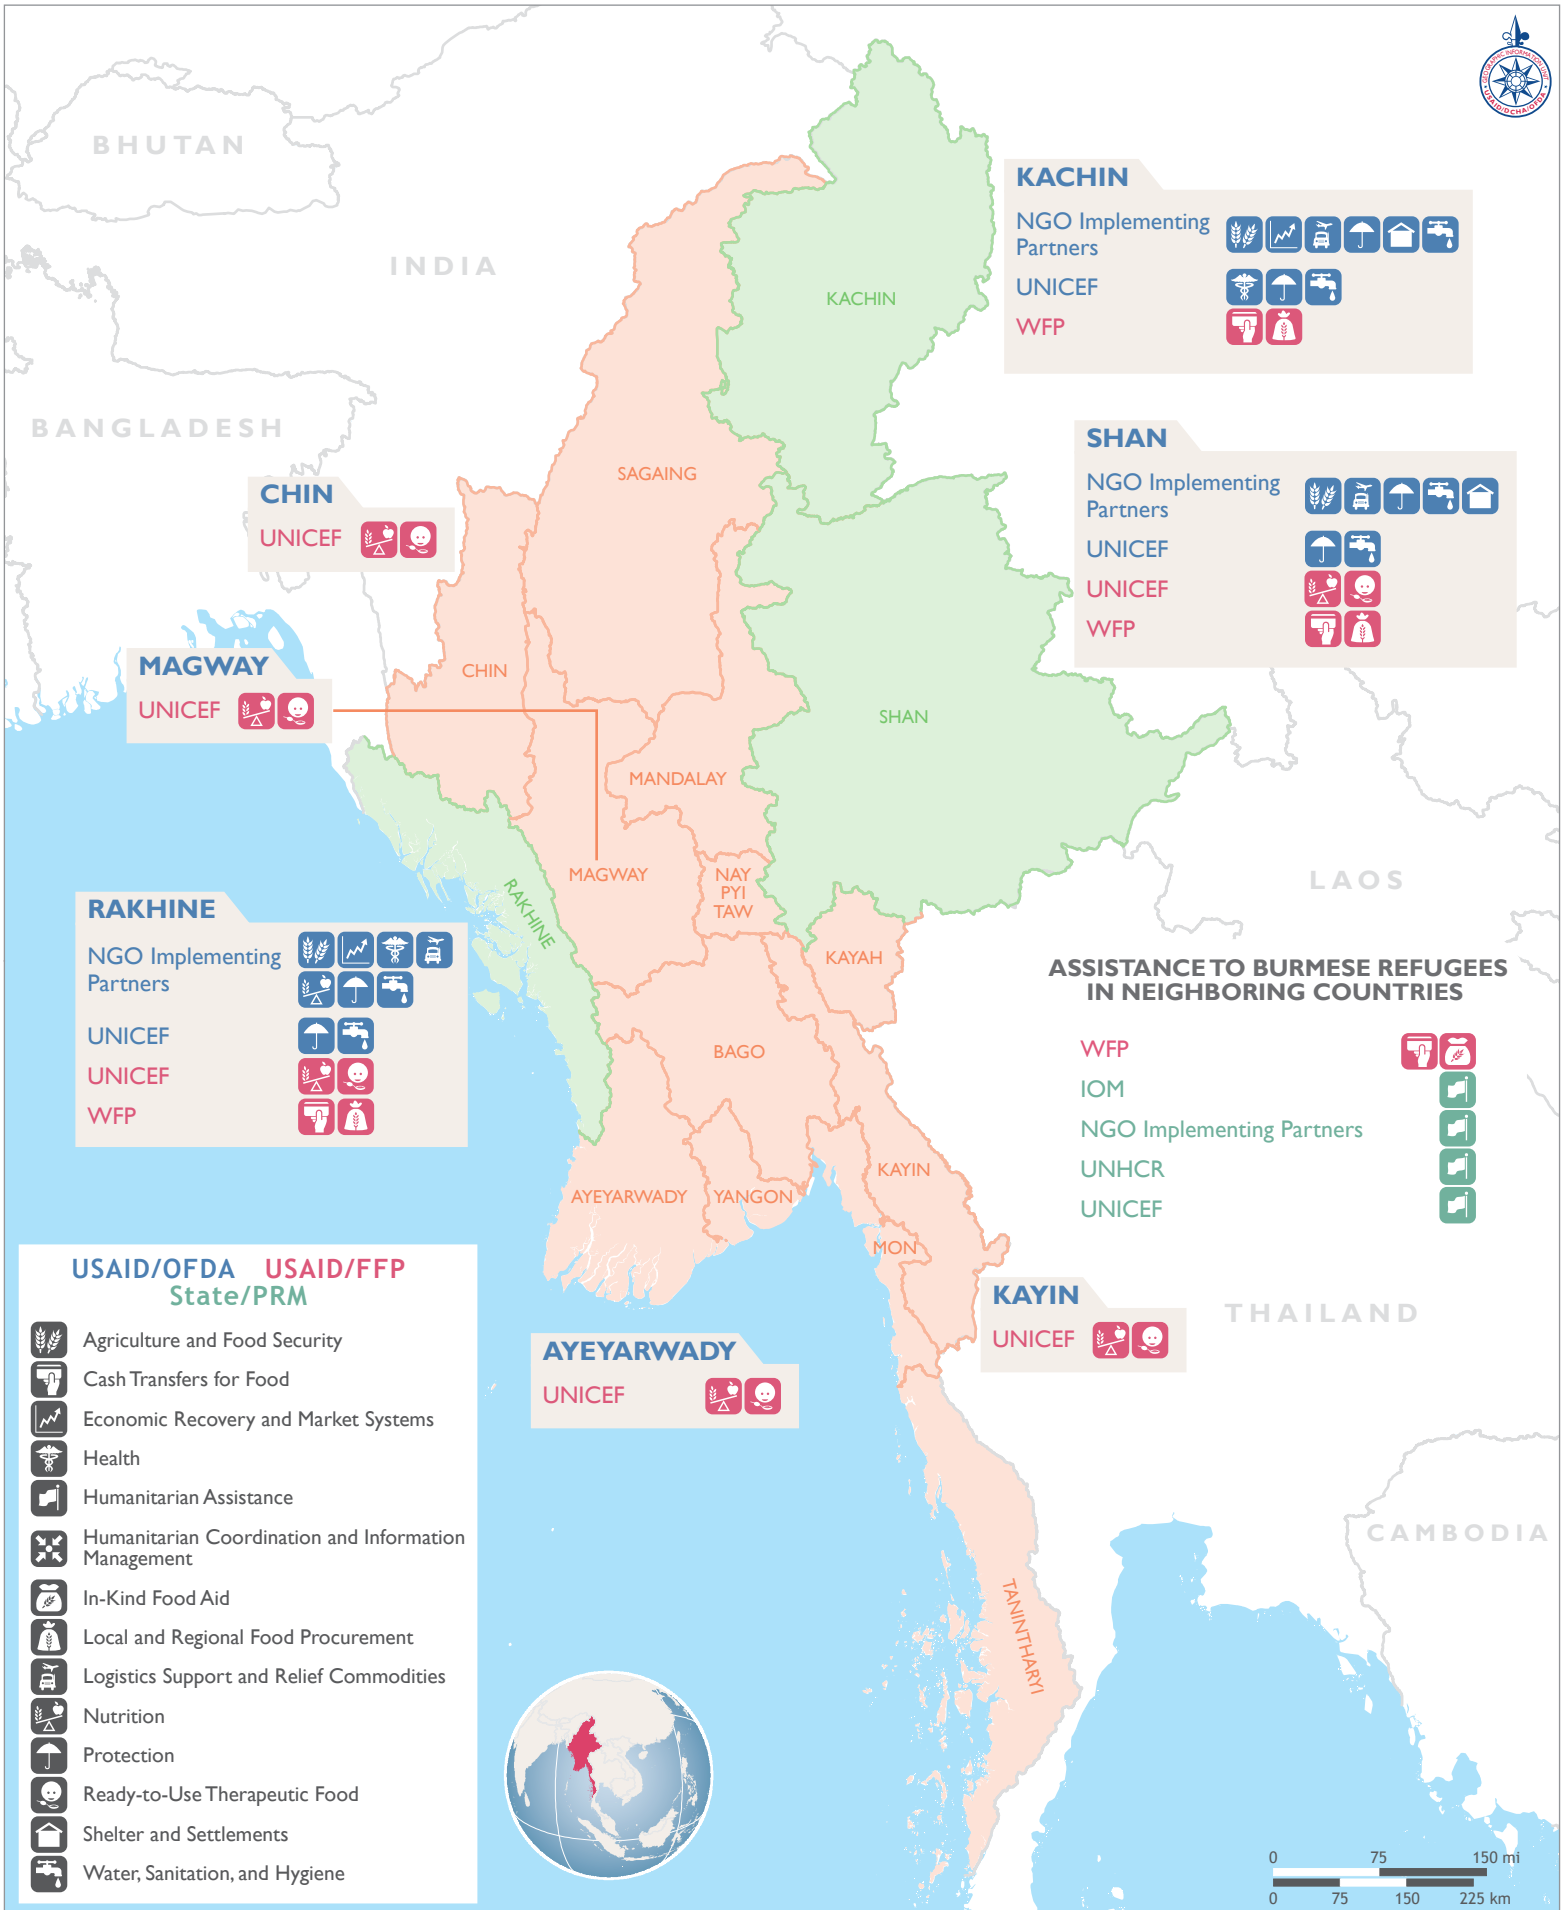 GEOGRAPHIC INFORMATION UNIT
USAID/DCHA/OFDA
BHUTAN
INDIA
BANGLADESH
KACHIN
NGO Implementing
Partners
UNICEF
WFP
KACHIN
SHAN
NGO Implementing
Partners
UNICEF
UNICEF
WFP
SAGAING
CHIN
UNICEF
MAGWAY
UNICEF
CHIN
SHAN
MANDALAY
MAGWAY
NAY
PYI
TAW
LAOS
RAKHINE
RAKHINE
NGO Implementing
Partners
UNICEF
UNICEF
WFP
KAYAH
BAGO
ASSISTANCE TO BURMESE REFUGEES
IN NEIGHBORING COUNTRIES
WFP
IOM
NGO Implementing Partners
UNHCR
UNICEF
KAYIN
AYEYARWADY
YANGON
MON
KAYIN
UNICEF
THAILAND
AYEYARWADY
UNICEF
CAMBODIA
TANINTHARYI
USAID/OFDA USAID/FFP
State/PRM
Agriculture and Food Security
Cash Transfers for Food
Economic Recovery and Market Systems
Health
Humanitarian Assistance
Humanitarian Coordination and Information
Management
In-Kind Food Aid
Local and Regional Food Procurement
Logistics Support and Relief Commodities
Nutrition
Protection
Ready-to-Use Therapeutic Food
Shelter and Settlements
Water, Sanitation, and Hygiene
0 75 150 mi
0 75 150 225 km